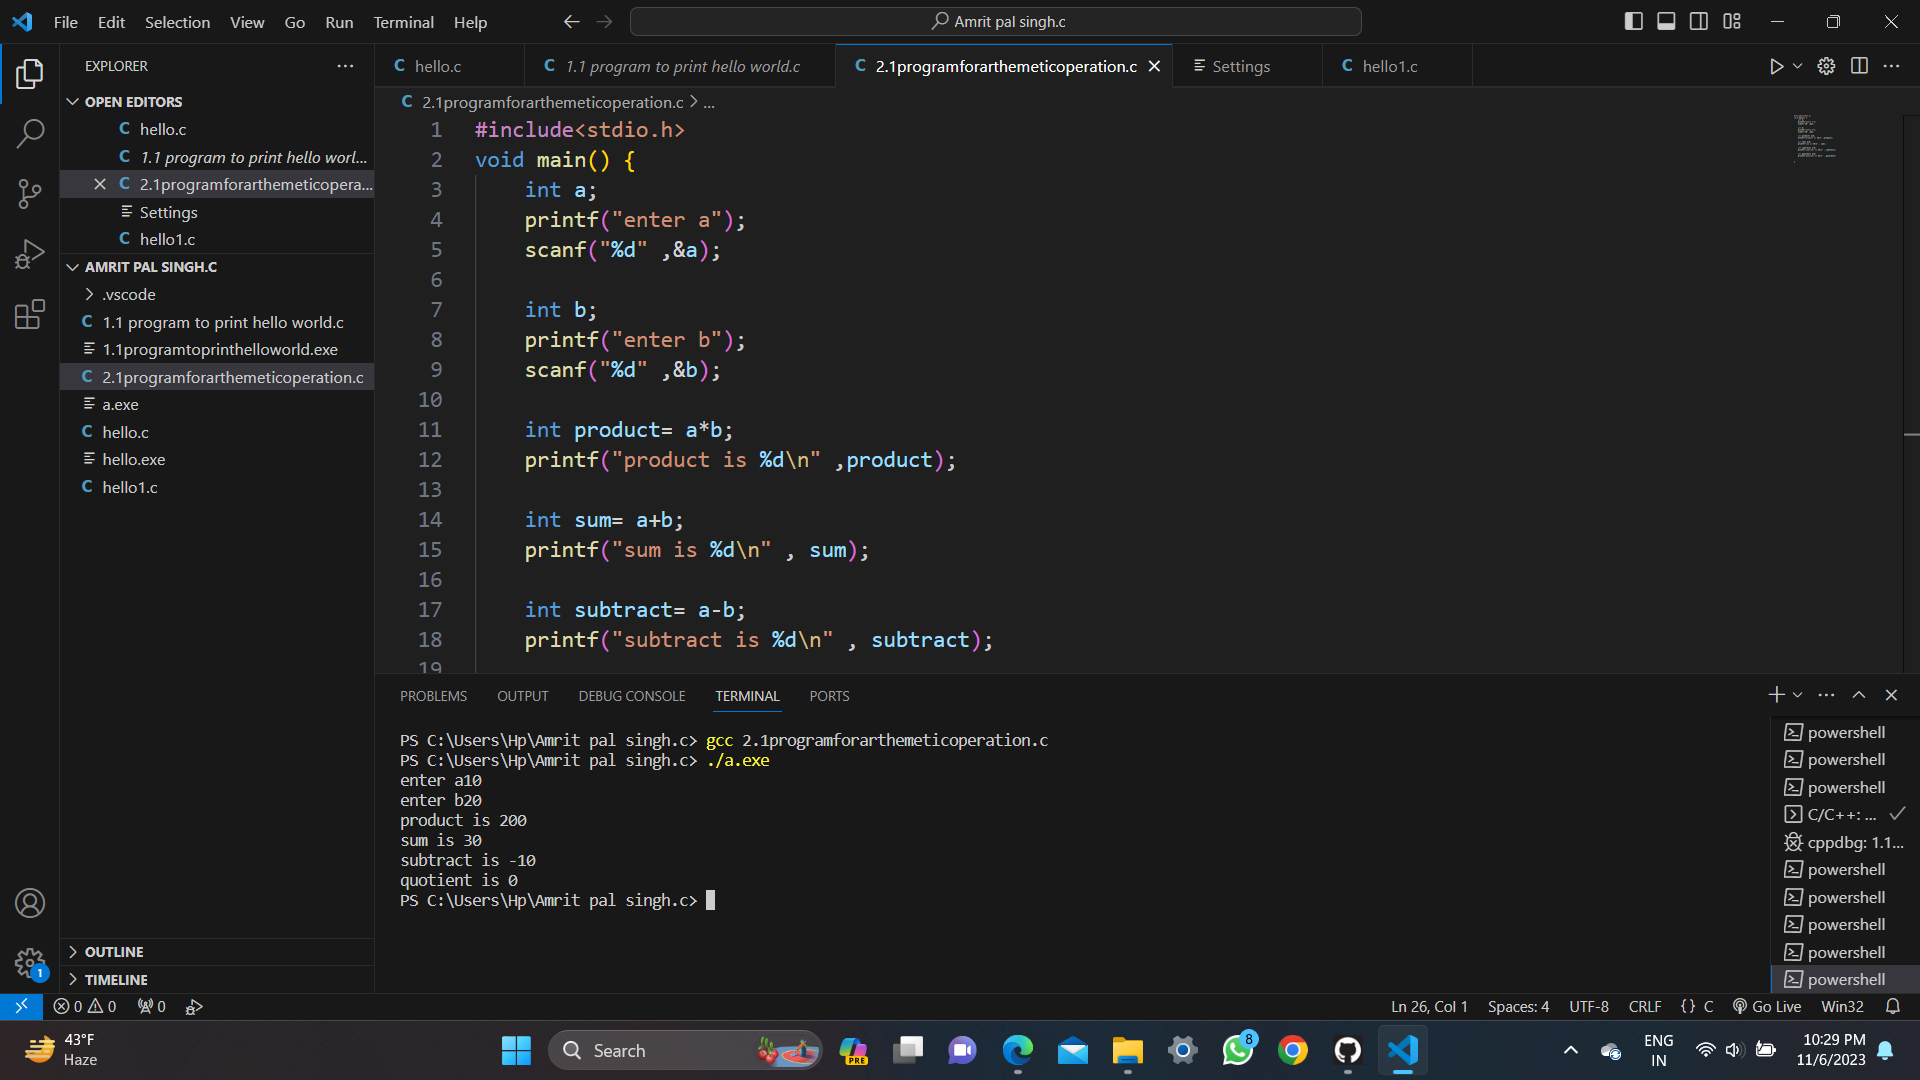 File Edit Selection View Go Run Terminal Help
Amrit pal singh.c
EXPLORER
OPEN EDITORS
hello.c
1.1 program to print hello worl...
2.1programforarthemeticopera...
Settings
hello1.c
AMRIT PAL SINGH.C
.vscode
1.1 program to print hello world.c
1.1programtoprinthelloworld.exe
2.1programforarthemeticoperation.c
a.exe
hello.c
hello.exe
hello1.c
OUTLINE
TIMELINE
hello.c 1.1 program to print hello world.c 2.1programforarthemeticoperation.c Settings hello1.c
2.1programforarthemeticoperation.c > ...
1 #include<stdio.h>
2 void main() {
3 int a;
4 printf("enter a");
5 scanf("%d" ,&a);
6
7 int b;
8 printf("enter b");
9 scanf("%d" ,&b);
10
11 int product= a*b;
12 printf("product is %d\n" ,product);
13
14 int sum= a+b;
15 printf("sum is %d\n" , sum);
16
17 int subtract= a-b;
18 printf("subtract is %d\n" , subtract);
19
PROBLEMS OUTPUT DEBUG CONSOLE TERMINAL PORTS
PS C:\Users\Hp\Amrit pal singh.c> gcc 2.1programforarthemeticoperation.c
PS C:\Users\Hp\Amrit pal singh.c> ./a.exe
enter a10
enter b20
product is 200
sum is 30
subtract is -10
quotient is 0
PS C:\Users\Hp\Amrit pal singh.c>
powershell
powershell
powershell
C/C++: ...
cppdbg: 1.1...
powershell
powershell
powershell
powershell
powershell
1
0 0 0
Ln 26, Col 1 Spaces: 4 UTF-8 CRLF {} C Go Live Win32
43°F
Haze
Search
PRE
8
ENG
IN
10:29 PM
11/6/2023